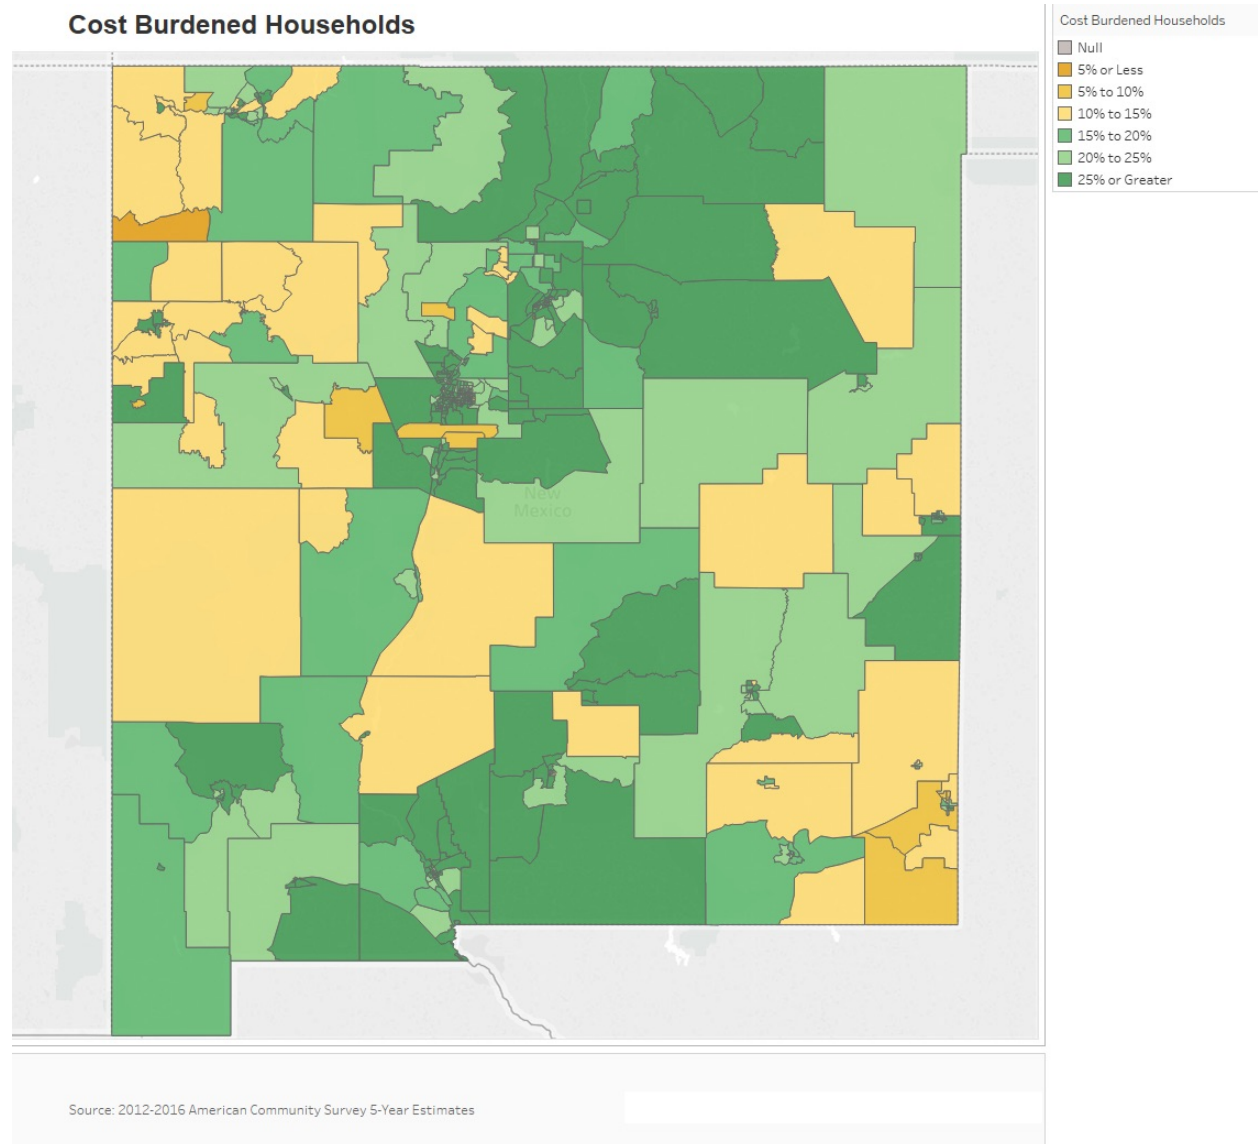 Cost Burdened Households
Cost Burdened Households
Null
5% or Less
5% to 10%
10% to 15%
15% to 20%
20% to 25%
25% or Greater
New
Mexico
Source: 2012-2016 American Community Survey 5-Year Estimates